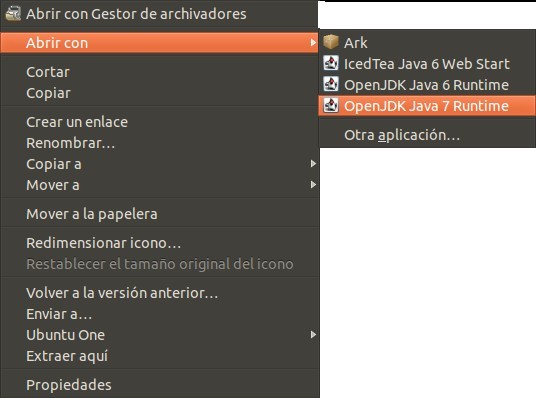 Abrir con Gestor de archivadores
Abrir con
Cortar
Copiar
Crear un enlace
Renombrar...
Copiar a
Mover a
Mover a la papelera
Redimensionar icono...
Restablecer el tamaño original del icono
Volver a la versión anterior...
Enviar a...
Ubuntu One
Extraer aquí
Propiedades
Ark
IcedTea Java 6 Web Start
OpenJDK Java 6 Runtime
OpenJDK Java 7 Runtime
Otra aplicación...